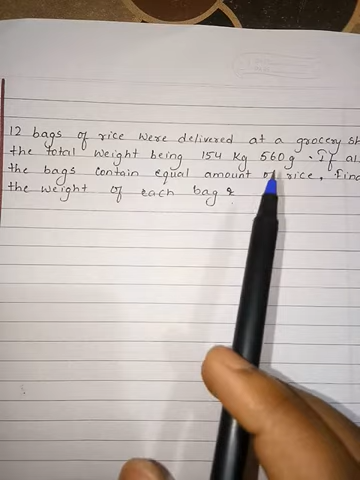 12 bags of rice were delivered at a grocery
the total weight being 154 Kg 560g. If
the bags contain equal amount of rice. Find
the weight of each bag?